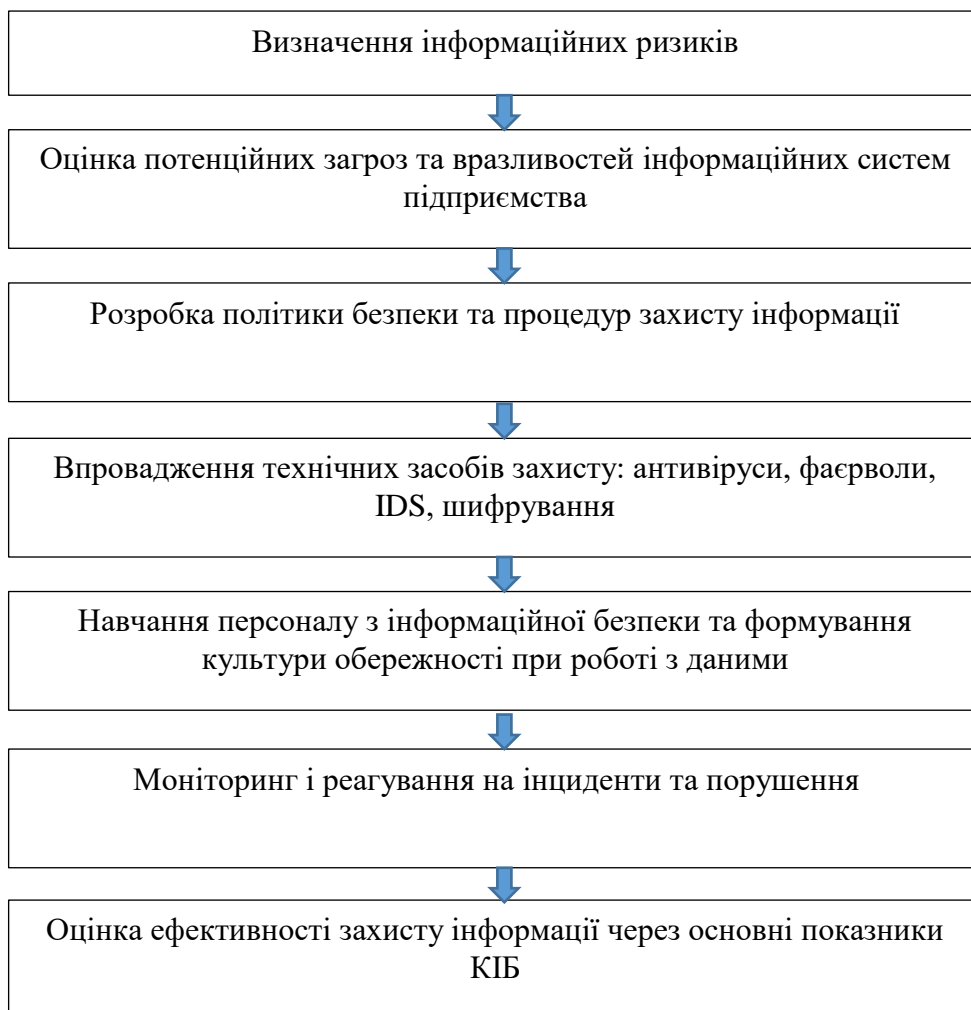 Визначення інформаційних ризиків
Оцінка потенційних загроз та вразливостей інформаційних систем
підприємства
Розробка політики безпеки та процедур захисту інформації
Впровадження технічних засобів захисту: антивіруси, фаєрволи,
IDS, шифрування
Навчання персоналу з інформаційної безпеки та формування
культури обережності при роботі з даними
Моніторинг і реагування на інциденти та порушення
Оцінка ефективності захисту інформації через основні показники
КІБ